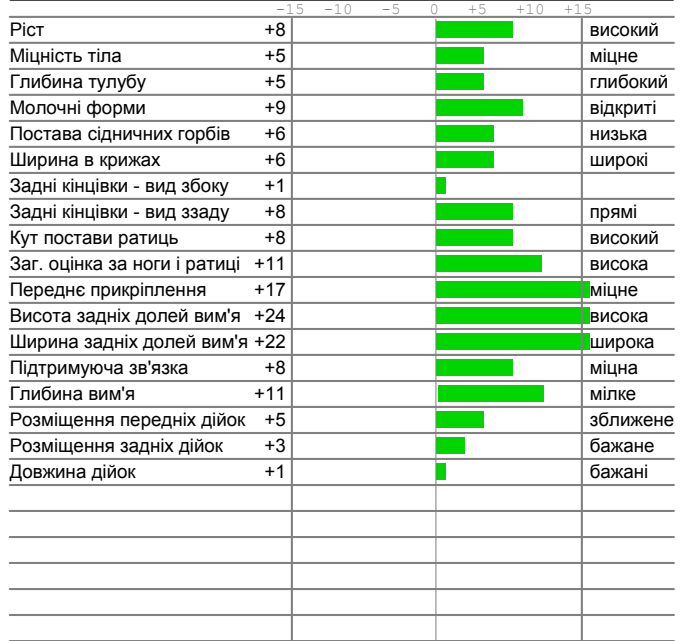 -15 -10 -5 0 +5 +10 +15
Ріст +8 високий
Міцність тіла +5 міцне
Глибина тулубу +5 глибокий
Молочні форми +9 відкриті
Постава сідничних горбів +6 низька
Ширина в крижах +6 широкі
Задні кінцівки - вид збоку +1
Задні кінцівки - вид ззаду +8 прямі
Кут постави ратиць +8 високий
Заг. оцінка за ноги і ратиці +11 висока
Переднє прикріплення +17 міцне
Висота задніх долей вим'я +24 висока
Ширина задніх долей вим'я +22 широка
Підтримуюча зв'язка +8 міцна
Глибина вим'я +11 мілке
Розміщення передніх дійок +5 зближене
Розміщення задніх дійок +3 бажане
Довжина дійок +1 бажані